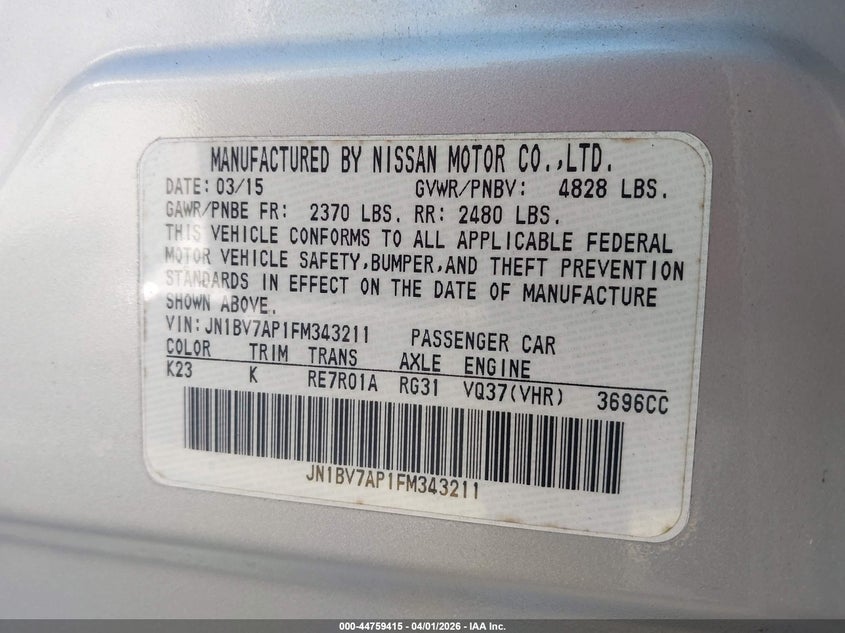 MANUFACTURED BY NISSAN MOTOR CO.,LTD.
DATE: 03/15 GVWR/PNBV: 4828 LBS.
GAWR/PNBE FR: 2370 LBS. RR: 2480 LBS.
THIS VEHICLE CONFORMS TO ALL APPLICABLE FEDERAL
MOTOR VEHICLE SAFETY,BUMPER,AND THEFT PREVENTION
STANDARDS IN EFFECT ON THE DATE OF MANUFACTURE
SHOWN ABOVE.
VIN: JN1BV7AP1FM343211 PASSENGER CAR
COLOR TRIM TRANS AXLE ENGINE
K23 K RE7R01A RG31 VQ37(VHR) 3696CC
JN1BV7AP1FM343211
000-44759415 - 04/01/2026 - IAA Inc.